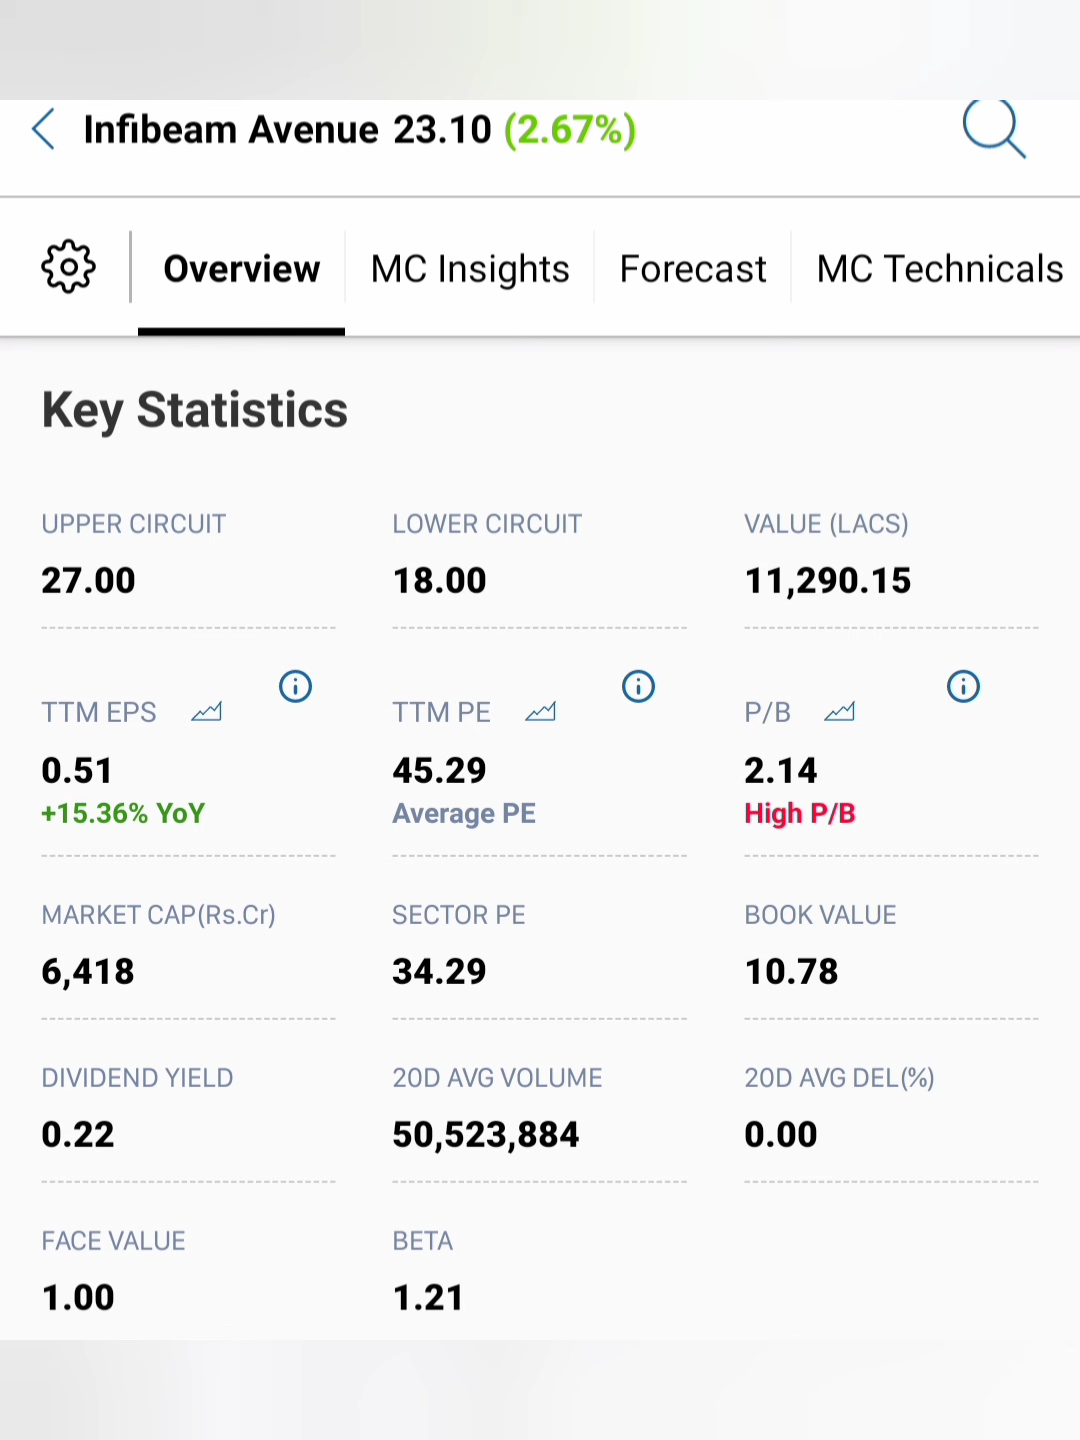 Infibeam Avenue 23.10 (2.67%)
Overview MC Insights Forecast MC Technicals
Key Statistics
UPPER CIRCUIT LOWER CIRCUIT VALUE (LACS)
27.00 18.00 11,290.15
TTM EPS TTM PE P/B
0.51 45.29 2.14
+15.36% YoY Average PE High P/B
MARKET CAP(Rs.Cr) SECTOR PE BOOK VALUE
6,418 34.29 10.78
DIVIDEND YIELD 20D AVG VOLUME 20D AVG DEL(%)
0.22 50,523,884 0.00
FACE VALUE BETA
1.00 1.21